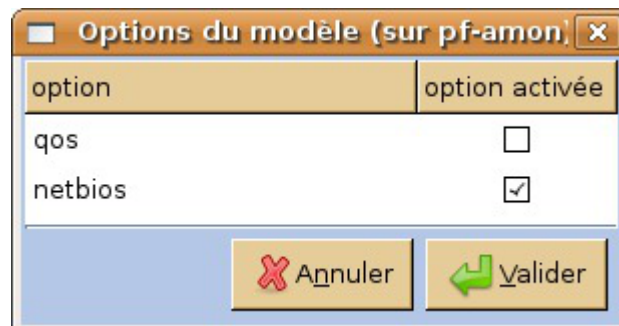 Options du modèle (sur pf-amon)
option option activée
qos
netbios
Annuler Valider